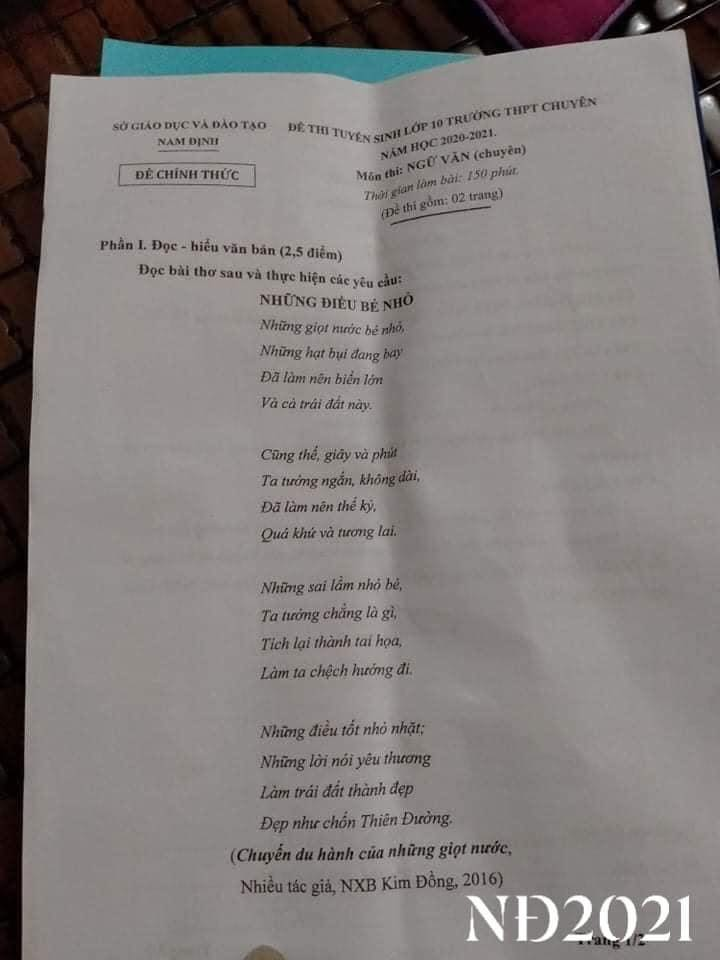 SỞ GIÁO DỤC VÀ ĐÀO TẠO
NAM ĐỊNH
ĐỀ CHÍNH THỨC
ĐỀ THI TUYỂN SINH LỚP 10 TRƯỜNG THPT CHUYÊN
NĂM HỌC 2020-2021.
Môn thi: NGỮ VĂN (chuyên)
Thời gian làm bài: 150 phút.
(Đề thi gồm: 02 trang)
Phần I. Đọc - hiểu văn bản (2,5 điểm)
Đọc bài thơ sau và thực hiện các yêu cầu:
NHỮNG ĐIỀU BÉ NHỎ
Những giọt nước bé nhỏ,
Những hạt bụi đang bay
Đã làm nên biển lớn
Và cả trái đất này.
Cũng thế, giây và phút
Ta tưởng ngắn, không dài,
Đã làm nên thế kỷ,
Quá khứ và tương lai.
Những sai lầm nhỏ bé,
Ta tưởng chẳng là gì,
Tích lại thành tai họa,
Làm ta chệch hướng đi.
Những điều tốt nhỏ nhặt;
Những lời nói yêu thương
Làm trái đất thành đẹp
Đẹp như chốn Thiên Đường.
(Chuyến du hành của những giọt nước,
Nhiều tác giả, NXB Kim Đồng, 2016)
NĐ2021
Trang 1/2